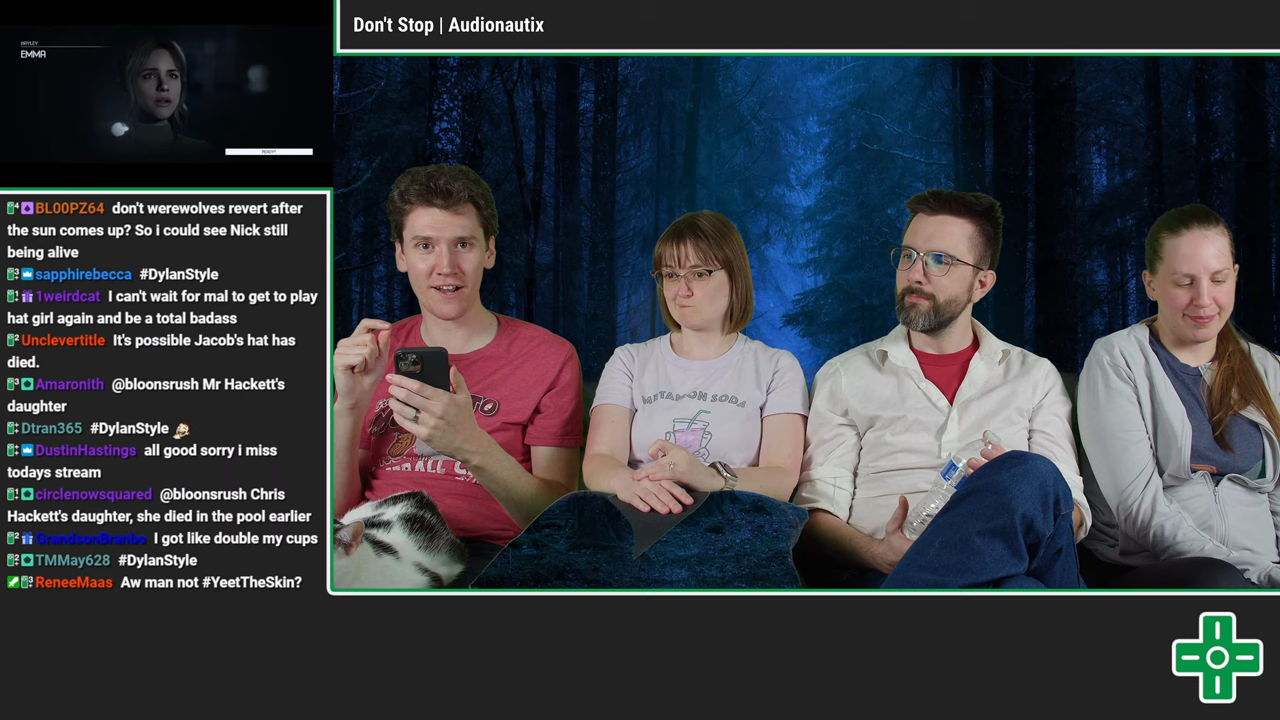 Don't Stop | Audionautix
HAYLEY
EMMA
READY?
BL00PZ64 don't werewolves revert after
the sun comes up? So i could see Nick still
being alive
sapphirebecca #DylanStyle
1weirdcat I can't wait for mal to get to play
hat girl again and be a total badass
Unclevertitle It's possible Jacob's hat has
died.
Amaronith @bloonsrush Mr Hackett's
daughter
Dtran365 #DylanStyle
DustinHastings all good sorry i miss
todays stream
circlenowsquared @bloonsrush Chris
Hackett's daughter, she died in the pool earlier
GrandsonBranbo I got like double my cups
TMMay628 #DylanStyle
ReneeMaas Aw man not #YeetTheSkin?
METAMOON SODA